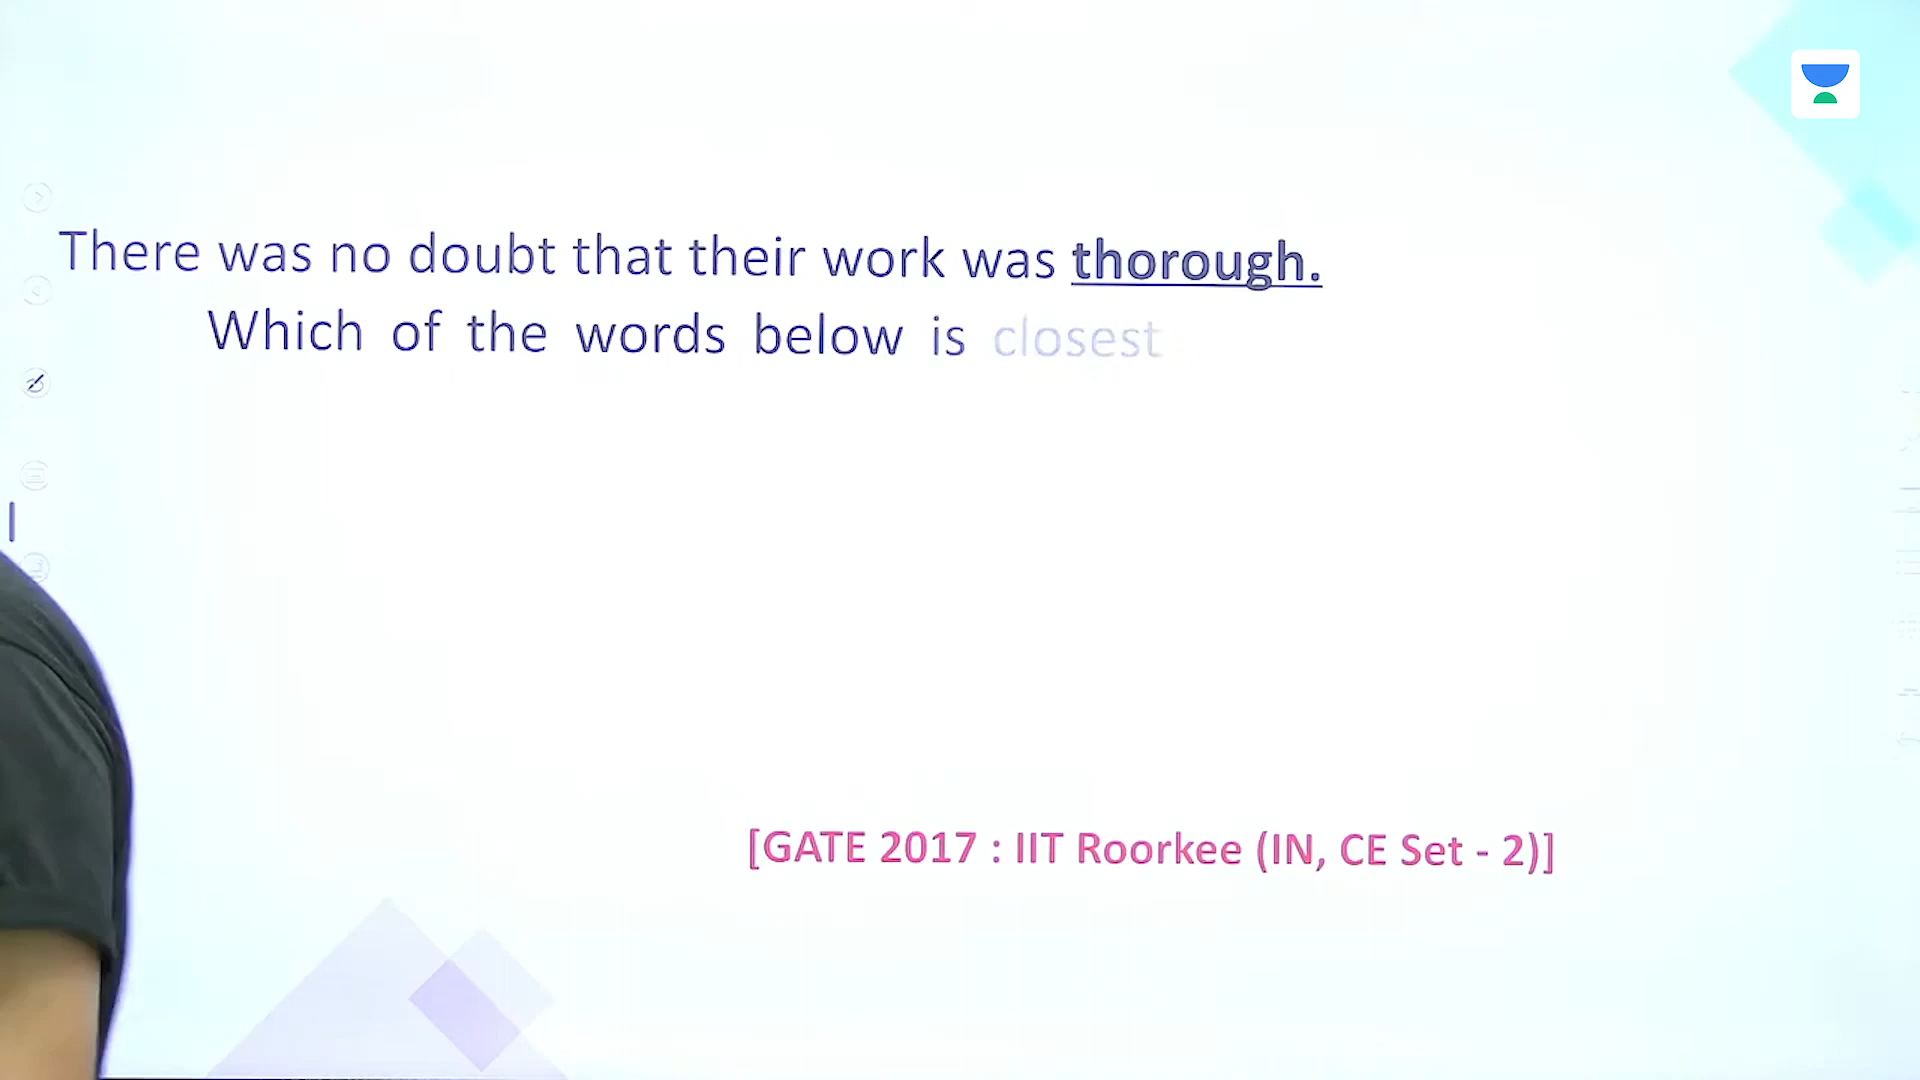 There was no doubt that their work was thorough.
Which of the words below is closest
[GATE 2017 : IIT Roorkee (IN, CE Set - 2)]